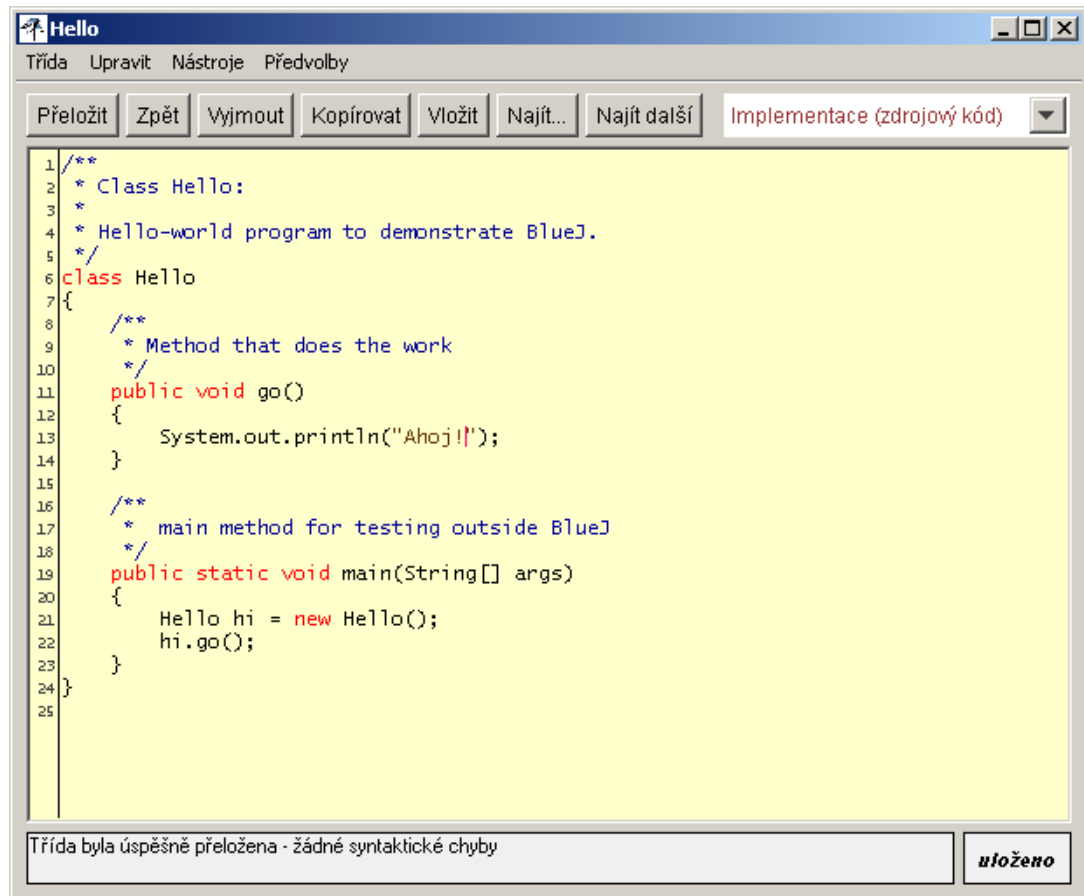 Hello
Třída Upravit Nástroje Předvolby
Přeložit Zpět Vyjmout Kopírovat Vložit Najít... Najít další Implementace (zdrojový kód)
1 /**
2  * Class Hello:
3  *
4  * Hello-world program to demonstrate BlueJ.
5  */
6 class Hello
7 {
8     /**
9      * Method that does the work
10      */
11     public void go()
12     {
13         System.out.println("Ahoj!");
14     }
15
16     /**
17      *  main method for testing outside BlueJ
18      */
19     public static void main(String[] args)
20     {
21         Hello hi = new Hello();
22         hi.go();
23     }
24 }
25
Třída byla úspěšně přeložena - žádné syntaktické chyby
uloženo